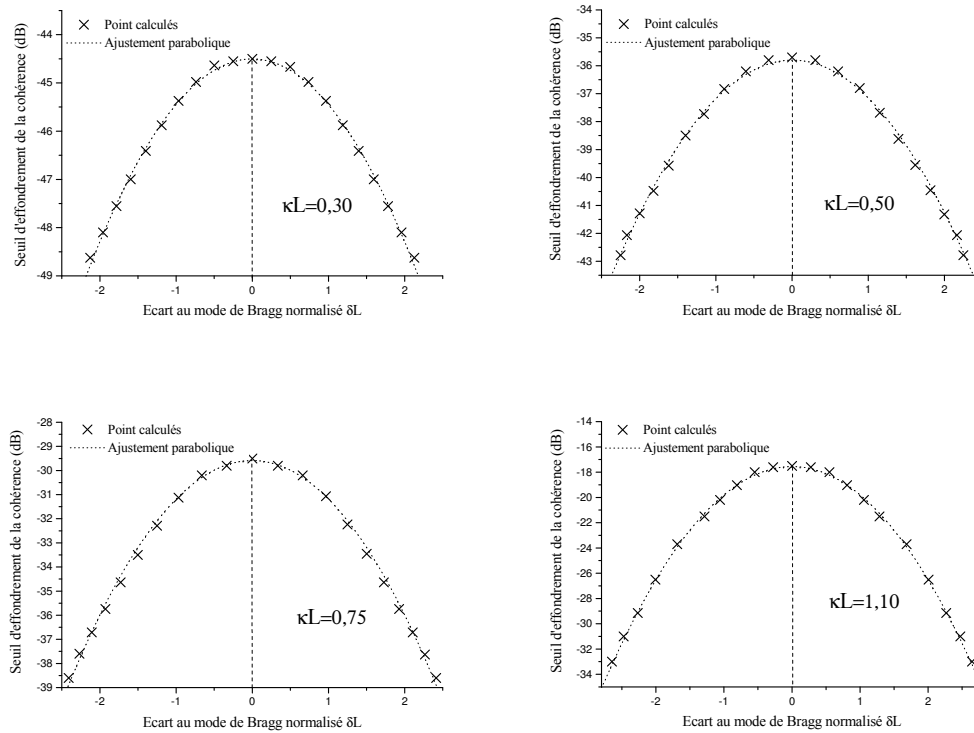 × Point calculés
Ajustement parabolique
Seuil d'effondrement de la cohérence (dB)
-44
-45
-46
-47
-48
-49
κL=0,30
-2 -1 0 1 2
Ecart au mode de Bragg normalisé δL
× Point calculés
Ajustement parabolique
Seuil d'effondrement de la cohérence (dB)
-35
-36
-37
-38
-39
-40
-41
-42
-43
κL=0,50
-2 -1 0 1 2
Ecart au mode de Bragg normalisé δL
× Point calculés
Ajustement parabolique
Seuil d'effondrement de la cohérence (dB)
-28
-29
-30
-31
-32
-33
-34
-35
-36
-37
-38
-39
κL=0,75
-2 -1 0 1 2
Ecart au mode de Bragg normalisé δL
× Point calculés
Ajustement parabolique
Seuil d'effondrement de la cohérence (dB)
-14
-16
-18
-20
-22
-24
-26
-28
-30
-32
-34
κL=1,10
-2 -1 0 1 2
Ecart au mode de Bragg normalisé δL